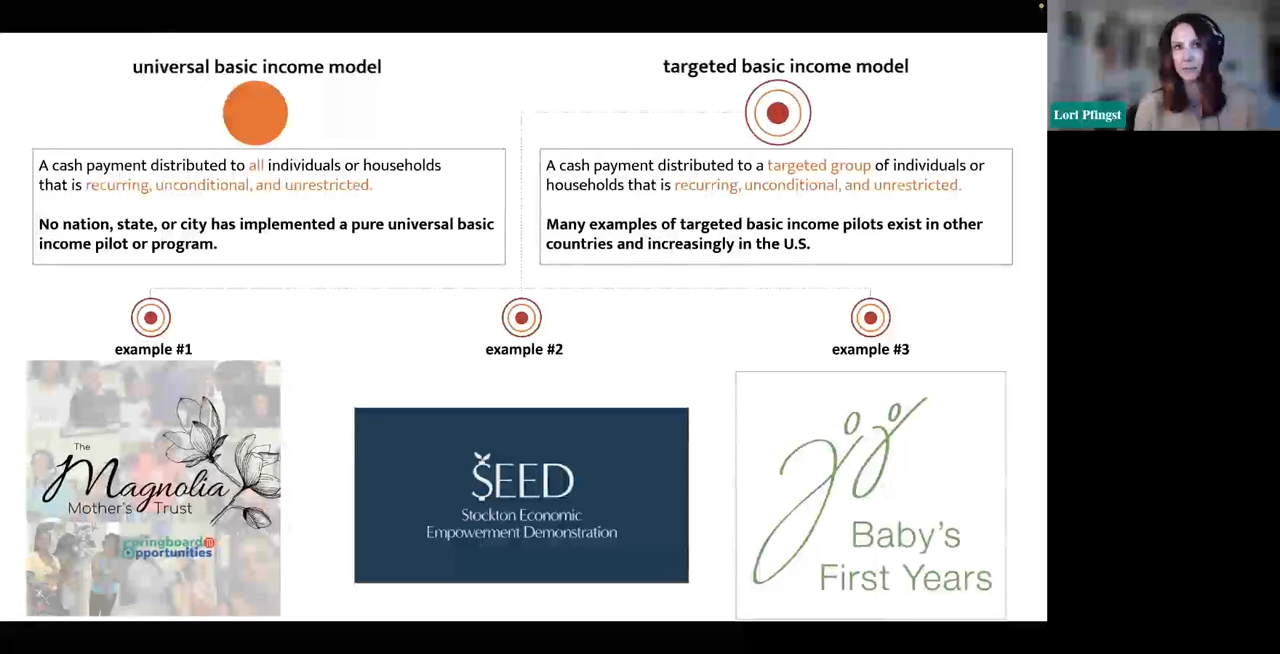 universal basic income model
A cash payment distributed to all individuals or households
that is recurring, unconditional, and unrestricted.
No nation, state, or city has implemented a pure universal basic
income pilot or program.
targeted basic income model
A cash payment distributed to a targeted group of individuals or
households that is recurring, unconditional, and unrestricted.
Many examples of targeted basic income pilots exist in other
countries and increasingly in the U.S.
Lori Pfingst
example #1
The
Magnolia
Mother's Trust
springboard
opportunities
example #2
SEED
Stockton Economic
Empowerment Demonstration
example #3
Baby's
First Years